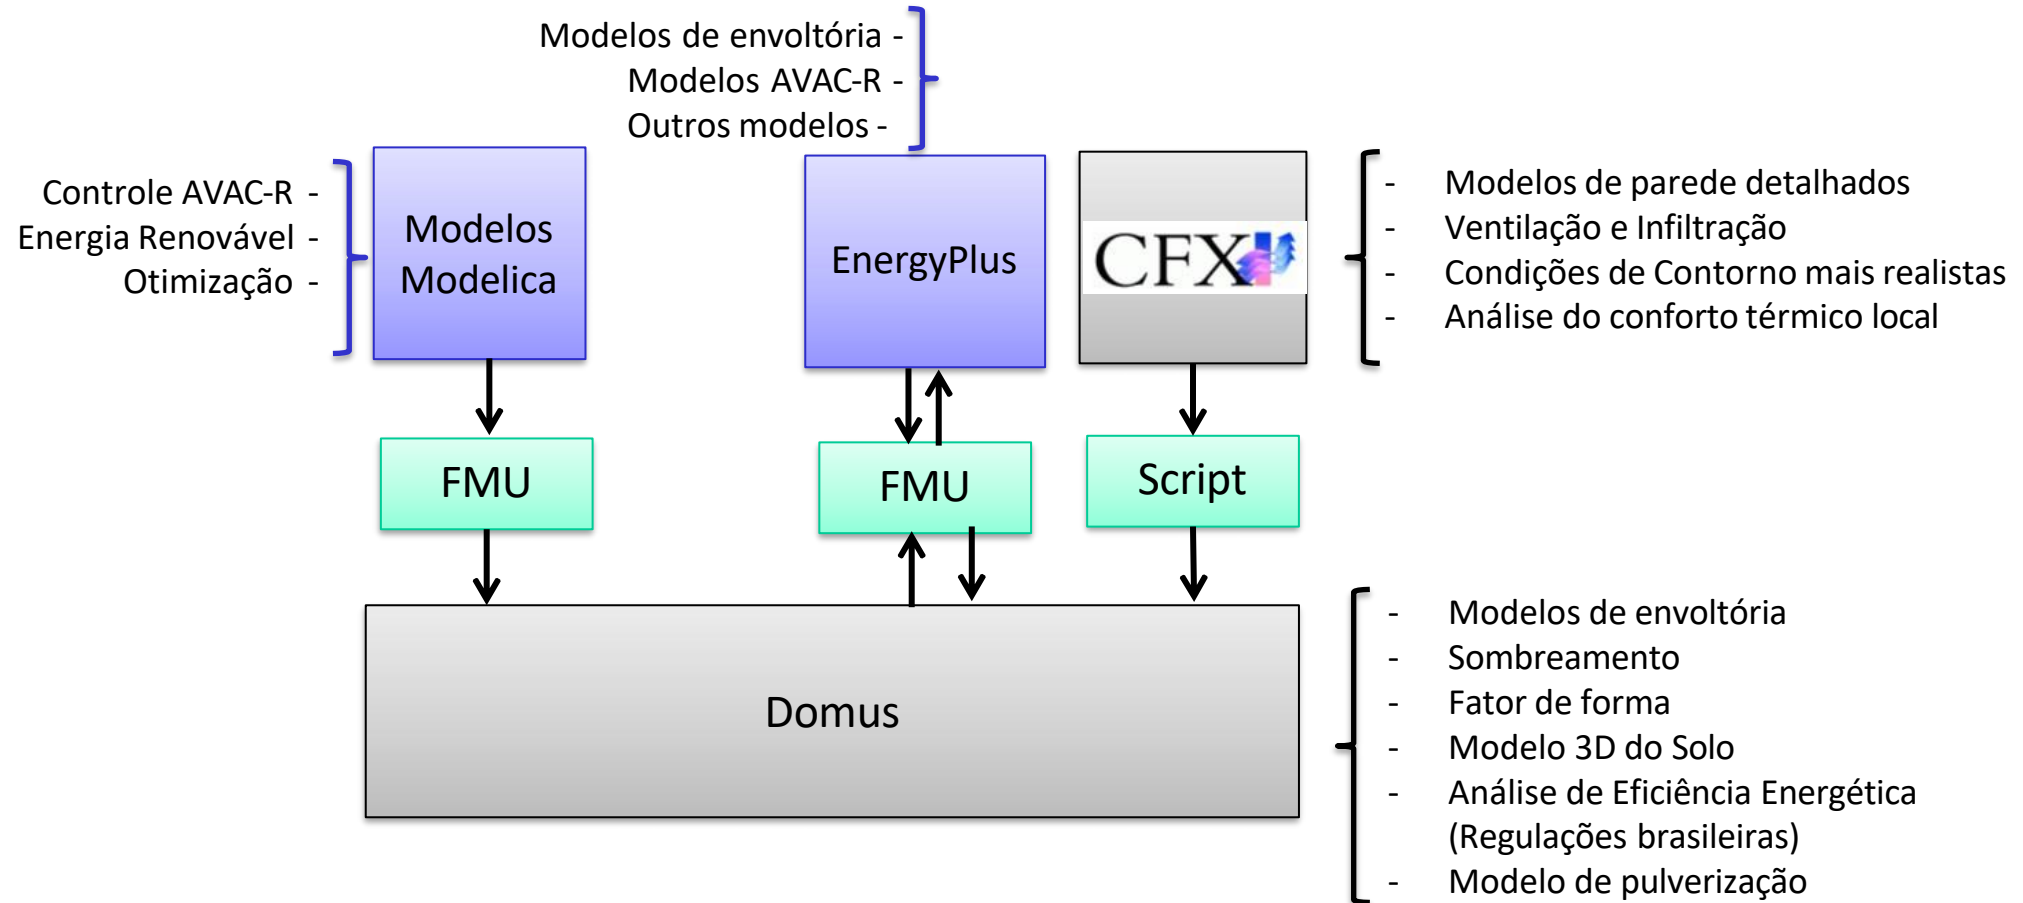 Modelos de envoltória -
Modelos AVAC-R -
Outros modelos -
Controle AVAC-R -
Energia Renovável -
Otimização -
Modelos
Modelica
EnergyPlus
CFX
- Modelos de parede detalhados
- Ventilação e Infiltração
- Condições de Contorno mais realistas
- Análise do conforto térmico local
FMU
FMU
Script
Domus
- Modelos de envoltória
- Sombreamento
- Fator de forma
- Modelo 3D do Solo
- Análise de Eficiência Energética
(Regulações brasileiras)
- Modelo de pulverização